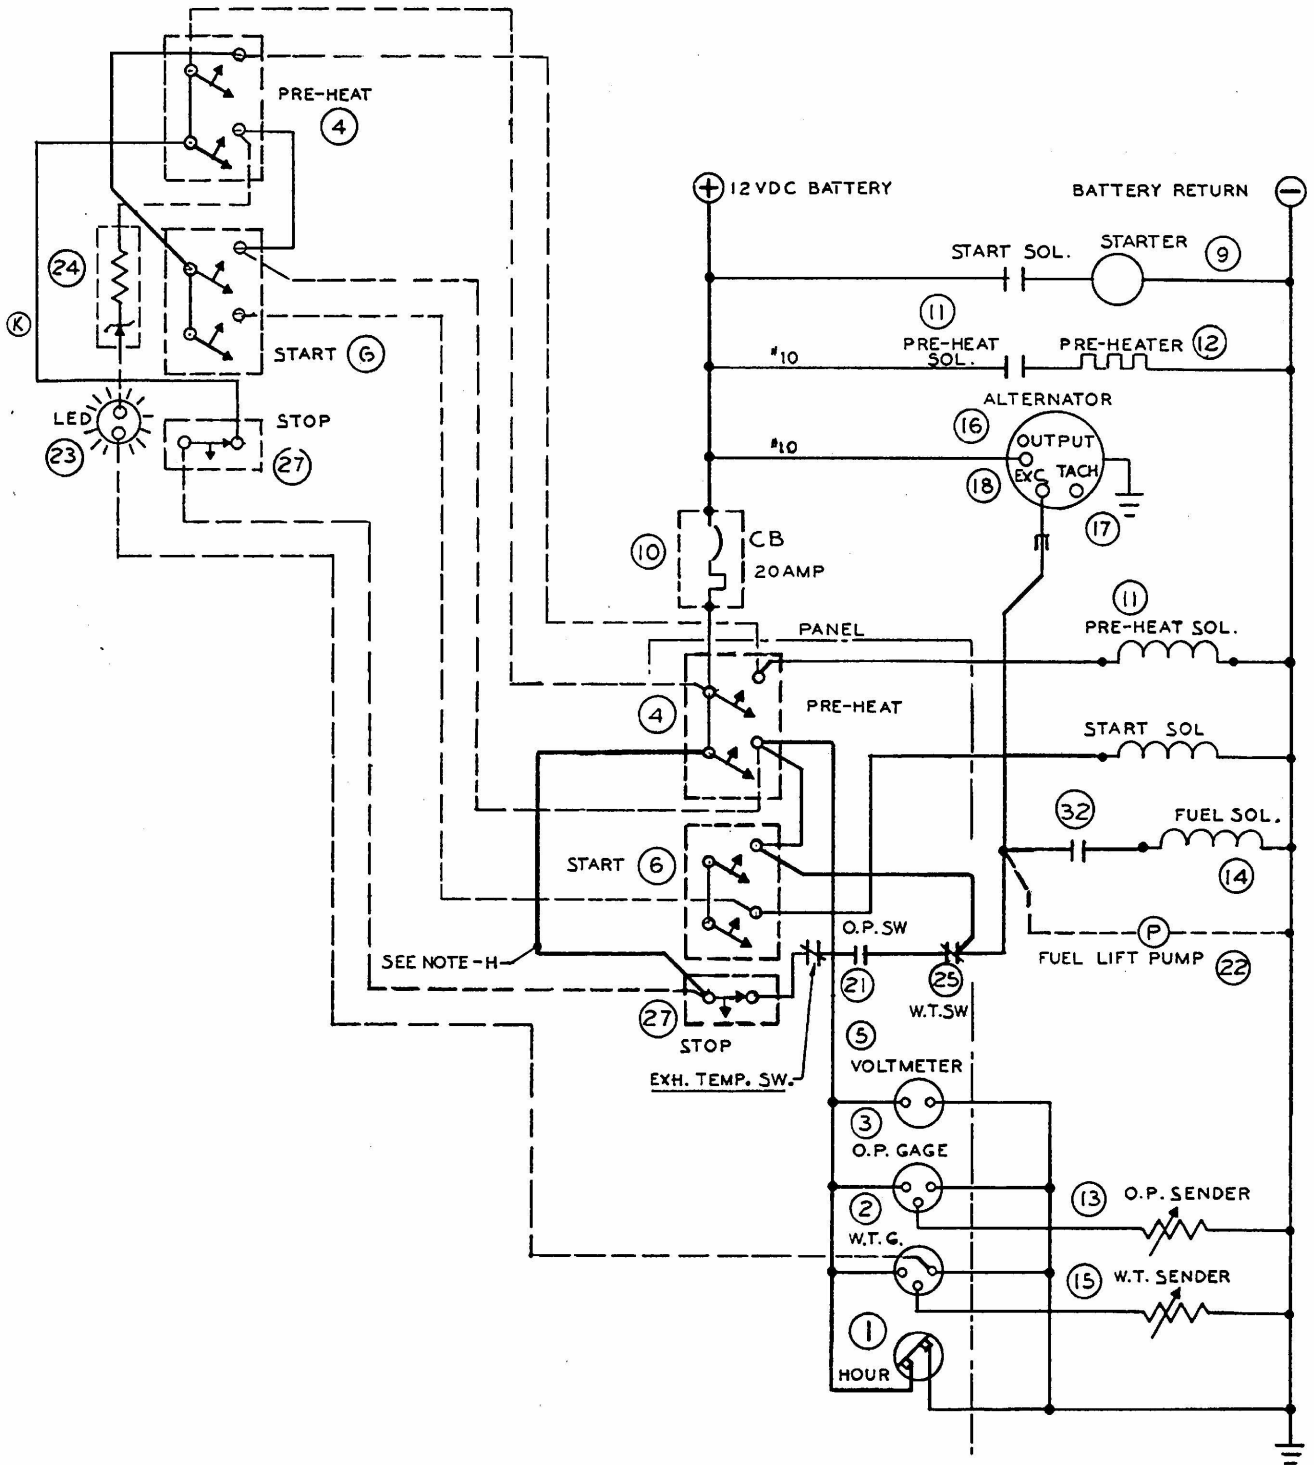 PRE-HEAT
4
12 VDC BATTERY
BATTERY RETURN
START SOL.
STARTER
9
24
11
K
START
6
PRE-HEAT
SOL.
#10
PRE-HEATER
12
LED
STOP
ALTERNATOR
16
OUTPUT
23
27
#10
18
EXC.
TACH
17
10
CB
20 AMP
11
PANEL
PRE-HEAT SOL.
4
PRE-HEAT
START SOL
32
FUEL SOL.
START
6
14
O.P. SW
SEE NOTE-H
P
FUEL LIFT PUMP
22
21
25
W.T. SW
27
STOP
5
EXH. TEMP. SW.
VOLTMETER
3
O.P. GAGE
13
O.P. SENDER
2
W.T. G.
15
W.T. SENDER
1
HOUR